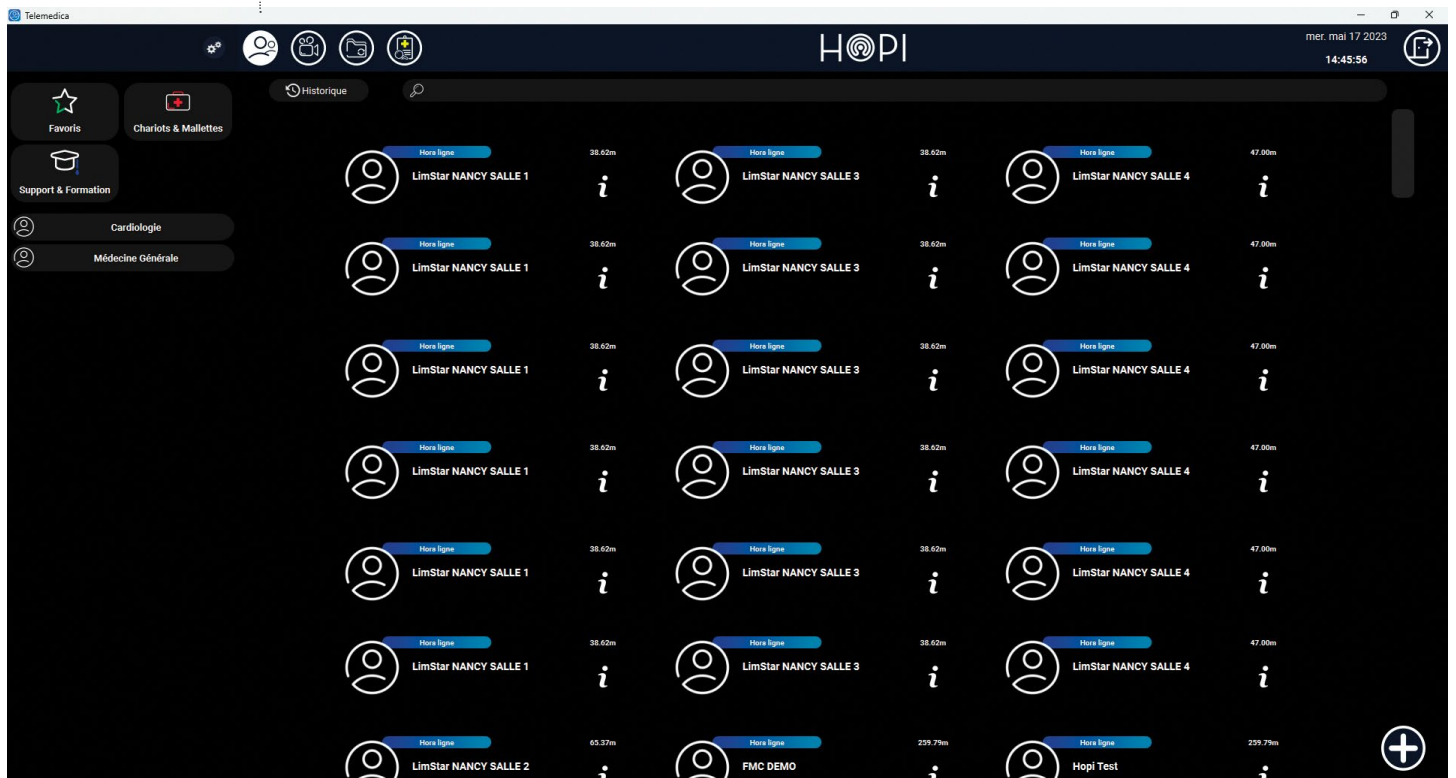 Telemedica
HOPI
mer. mai 17 2023
14:45:56
Favoris
Chariots & Mallettes
Support & Formation
Cardiologie
Médecine Générale
Historique
Hors ligne 38.62m Hors ligne 38.62m Hors ligne 47.00m
LimStar NANCY SALLE 1 i LimStar NANCY SALLE 3 i LimStar NANCY SALLE 4 i
Hors ligne 38.62m Hors ligne 38.62m Hors ligne 47.00m
LimStar NANCY SALLE 1 i LimStar NANCY SALLE 3 i LimStar NANCY SALLE 4 i
Hors ligne 38.62m Hors ligne 38.62m Hors ligne 47.00m
LimStar NANCY SALLE 1 i LimStar NANCY SALLE 3 i LimStar NANCY SALLE 4 i
Hors ligne 38.62m Hors ligne 38.62m Hors ligne 47.00m
LimStar NANCY SALLE 1 i LimStar NANCY SALLE 3 i LimStar NANCY SALLE 4 i
Hors ligne 38.62m Hors ligne 38.62m Hors ligne 47.00m
LimStar NANCY SALLE 1 i LimStar NANCY SALLE 3 i LimStar NANCY SALLE 4 i
Hors ligne 38.62m Hors ligne 38.62m Hors ligne 47.00m
LimStar NANCY SALLE 1 i LimStar NANCY SALLE 3 i LimStar NANCY SALLE 4 i
Hors ligne 65.37m Hors ligne 259.79m Hors ligne 259.79m
LimStar NANCY SALLE 2 i FMC DEMO i Hopi Test i